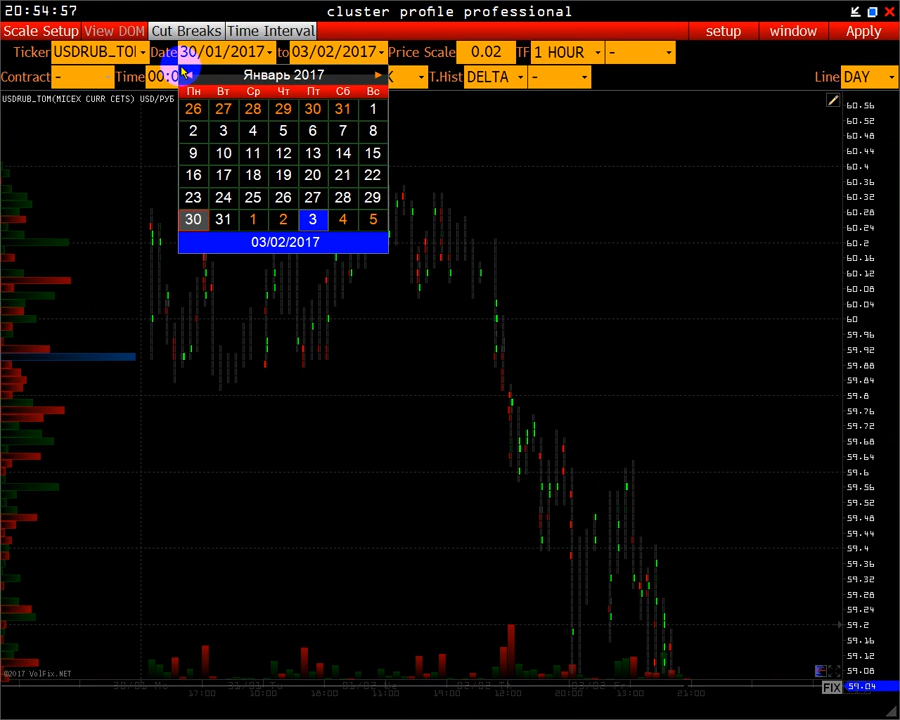 20:54:57 cluster profile professional
Scale Setup View DOM Cut Breaks Time Interval setup window Apply
Ticker USDRUB_TO Date 30/01/2017 to 03/02/2017 Price Scale 0.02 TF 1 HOUR -
Contract - Time 00:0 T.Hist DELTA - Line DAY
USDRUB_TOM(MICEX CURR CETS) USD/РУБ
Январь 2017
Пн Вт Ср Чт Пт Сб Вс
26 27 28 29 30 31 1
2 3 4 5 6 7 8
9 10 11 12 13 14 15
16 17 18 19 20 21 22
23 24 25 26 27 28 29
30 31 1 2 3 4 5
03/02/2017
60.56
60.52
60.48
60.44
60.4
60.36
60.32
60.28
60.24
60.2
60.16
60.12
60.08
60.04
60
59.96
59.92
59.88
59.84
59.8
59.76
59.72
59.68
59.64
59.6
59.56
59.52
59.48
59.44
59.4
59.36
59.32
59.28
59.24
59.2
59.16
59.12
59.08
FIX 59.04
©2017 VolFix.NET
17:00 10:00 18:00 11:00 14:00 12:00 20:00 13:00 21:00